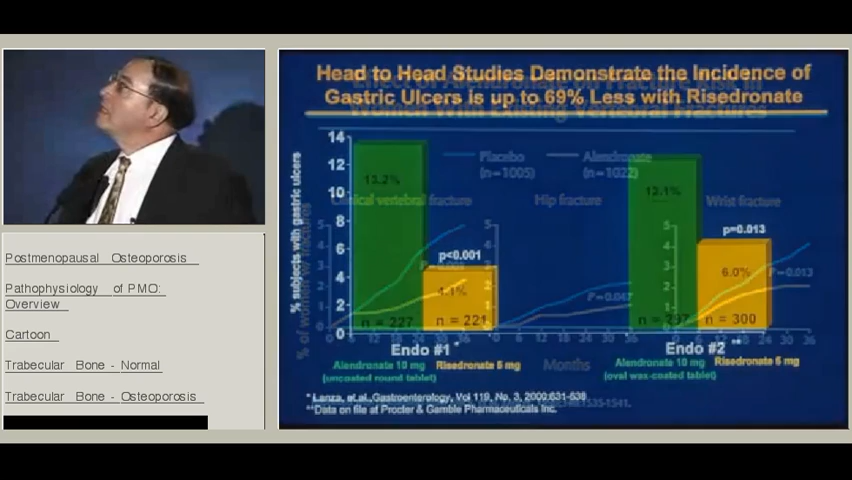 Head to Head Studies Demonstrate the Incidence of
Gastric Ulcers is up to 69% Less with Risedronate
Women With Existing Vertebral Fractures
% subjects with gastric ulcers
14
12
10
8
6
4
2
0
Placebo
(n=1005)
Alendronate
(n=1022)
Clinical vertebral fracture
Hip fracture
Wrist fracture
13.2%
p<0.001
4.1%
n = 227
n = 221
12.1%
p=0.013
6.0%
n = 297
n = 300
P=0.047
P=0.013
Endo #1 *
Endo #2 **
Alendronate 10 mg
(uncoated round tablet)
Risedronate 5 mg
Months
Alendronate 10 mg
(oval wax-coated tablet)
Risedronate 5 mg
* Lanza, et.al., Gastroenterology, Vol 119, No. 3, 2000:631-638
**Data on file at Procter & Gamble Pharmaceuticals Inc.
1535-1541.
Postmenopausal Osteoporosis
Pathophysiology of PMO:
Overview
Cartoon
Trabecular Bone - Normal
Trabecular Bone - Osteoporosis